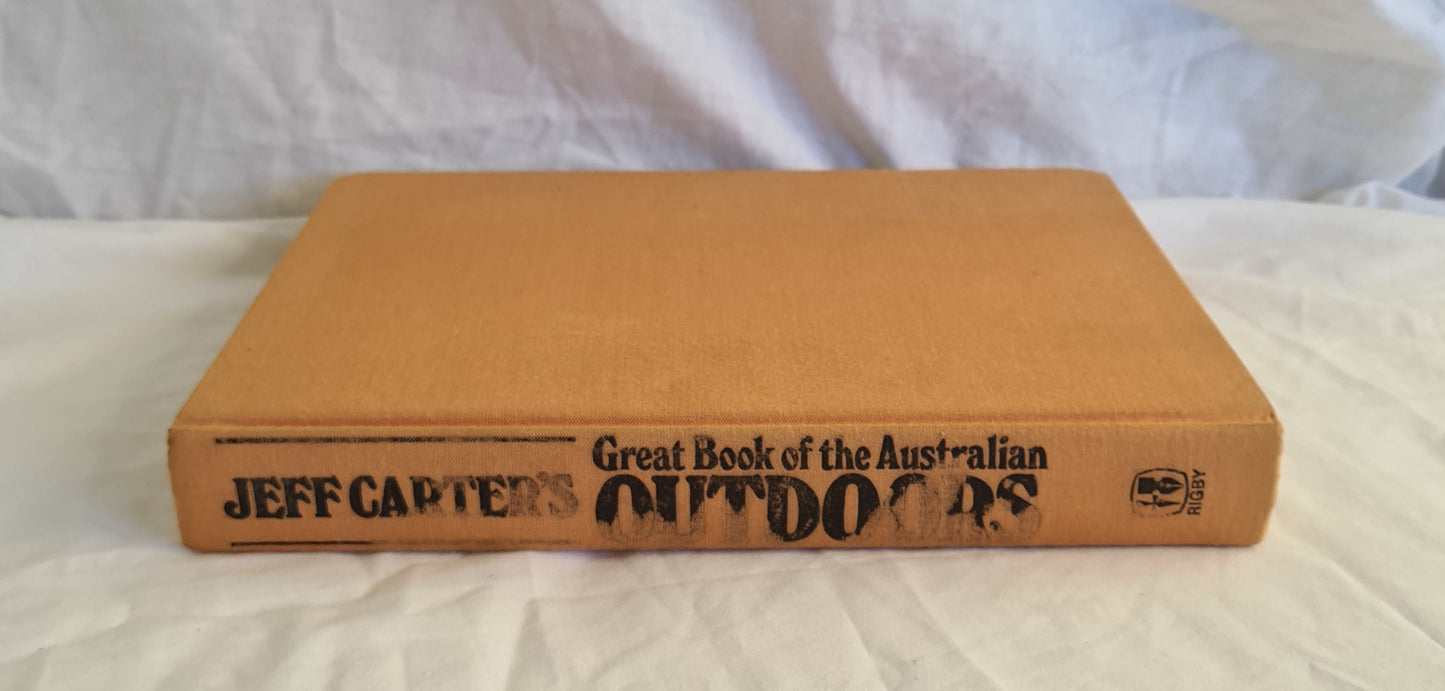 JEFF CARTER'S
Great Book of the Australian
OUTDOORS
RIGBY